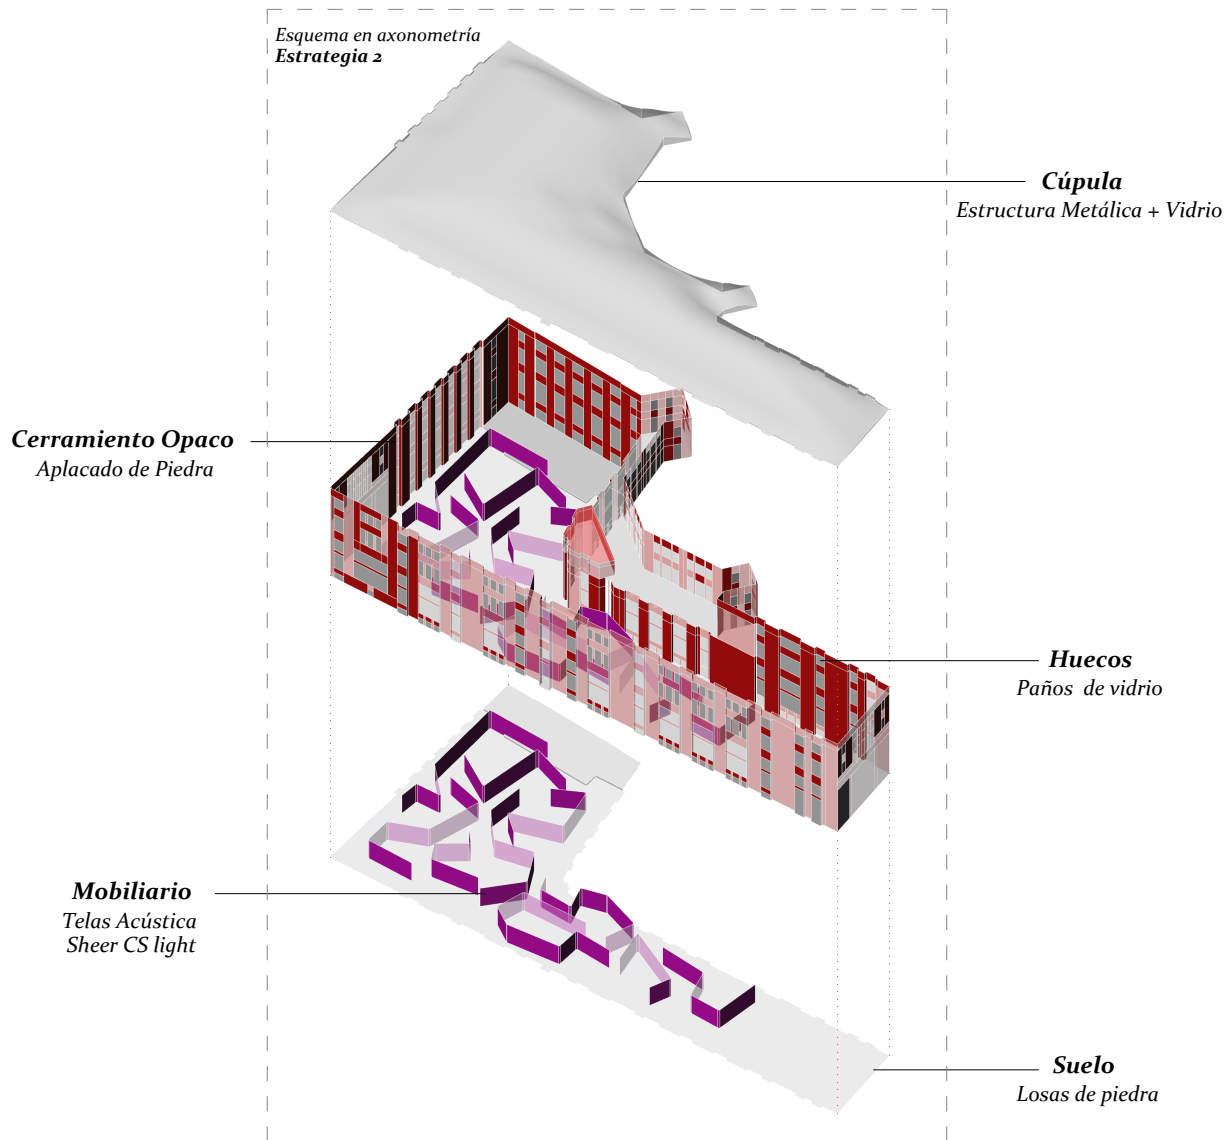 Esquema en axonometría
Estrategia 2
Cúpula
Estructura Metálica + Vidrio
Cerramiento Opaco
Aplacado de Piedra
Huecos
Paños de vidrio
Mobiliario
Telas Acústica
Sheer CS light
Suelo
Losas de piedra